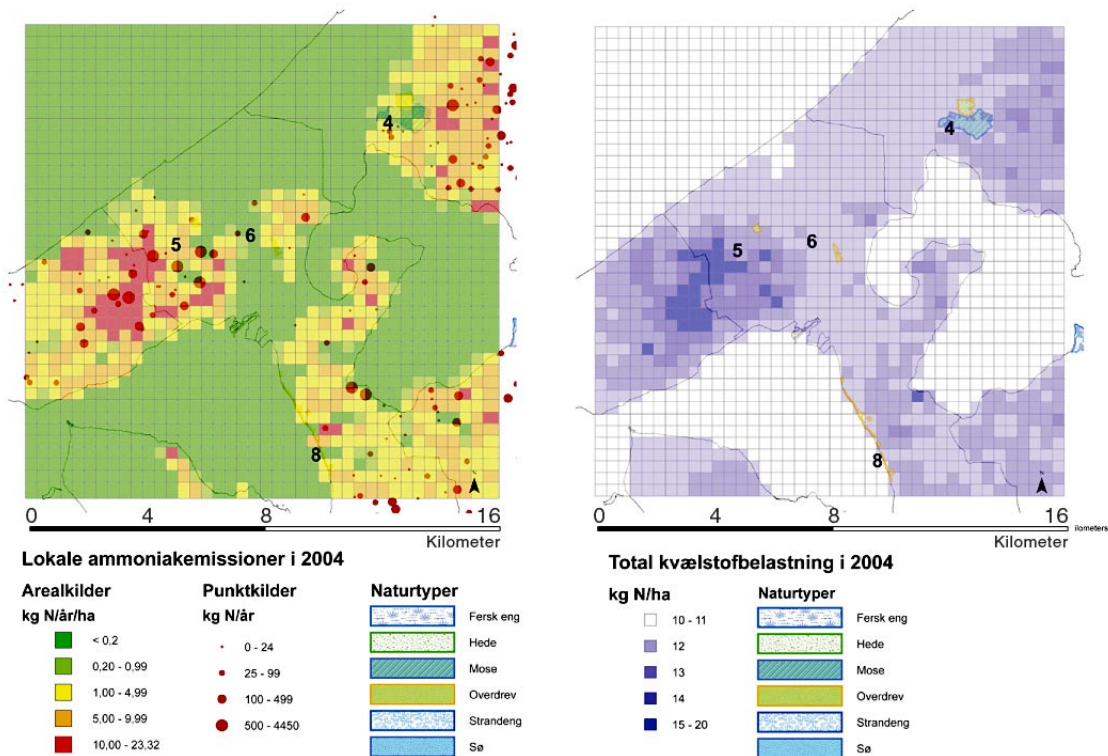 4
5
6
8
N
0 4 8 16
Kilometer
Lokale ammoniakemissioner i 2004
Arealkilder
kg N/år/ha
< 0,2
0,20 - 0,99
1,00 - 4,99
5,00 - 9,99
10,00 - 23,32
Punktkilder
kg N/år
0 - 24
25 - 99
100 - 499
500 - 4450
Naturtyper
Fersk eng
Hede
Mose
Overdrev
Strandeng
Sø
4
5
6
8
N
0 4 8 16
ilometers
Kilometer
Total kvælstofbelastning i 2004
kg N/ha
10 - 11
12
13
14
15 - 20
Naturtyper
Fersk eng
Hede
Mose
Overdrev
Strandeng
Sø